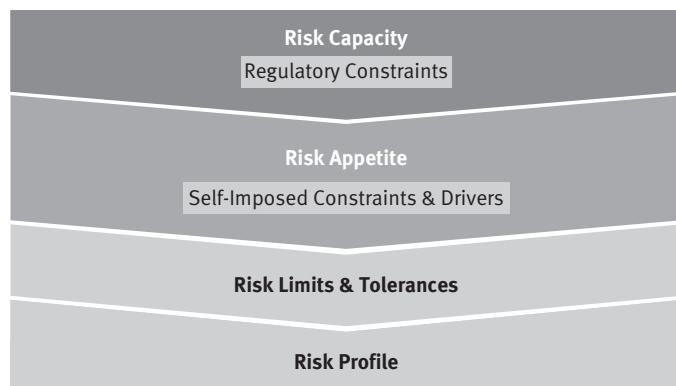 Risk Capacity
Regulatory Constraints
Risk Appetite
Self-Imposed Constraints & Drivers
Risk Limits & Tolerances
Risk Profile